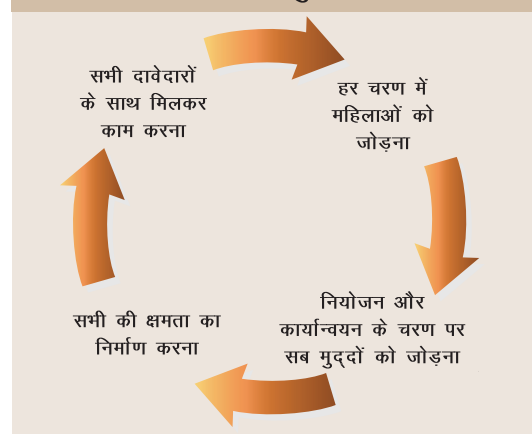 सभी दावेदारों
के साथ मिलकर
काम करना
हर चरण में
महिलाओं को
जोड़ना
नियोजन और
कार्यान्वयन के चरण पर
सब मुद्दों को जोड़ना
सभी की क्षमता का
निर्माण करना